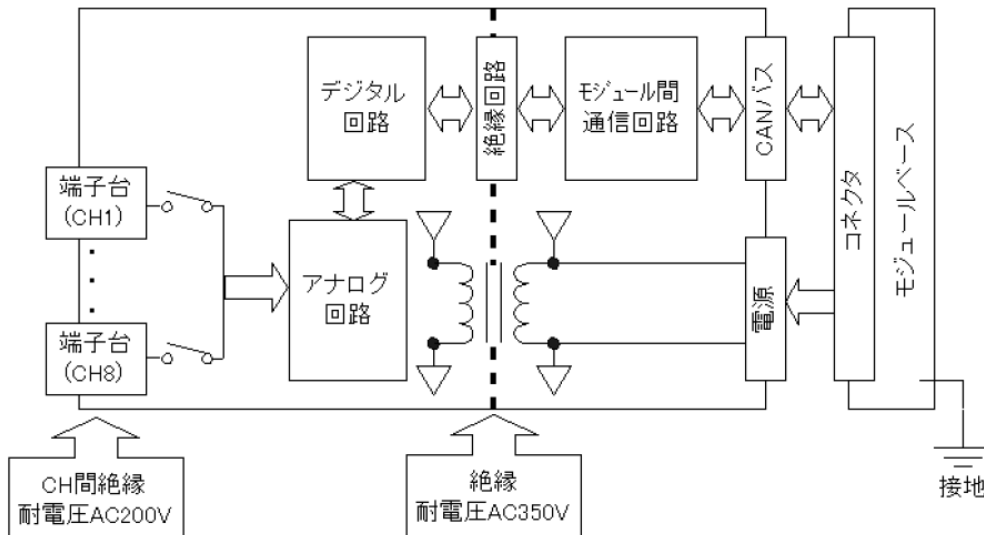 デジタル
回路
絶縁回路
モジュール間
通信回路
CANバス
コネクタ
モジュールベース
端子台
(CH1)
アナログ
回路
電源
端子台
(CH8)
CH間絶縁
耐電圧AC200V
絶縁
耐電圧AC350V
接地